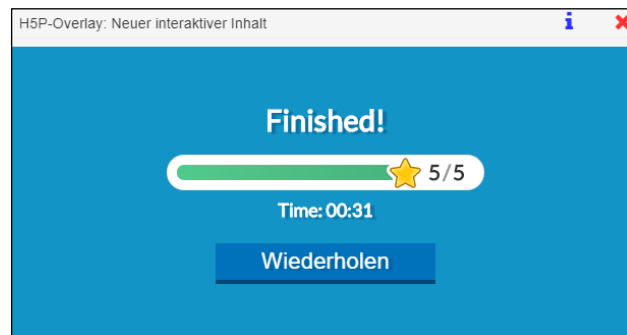 H5P-Overlay: Neuer interaktiver Inhalt i
Finished!
5/5
Time: 00:31
Wiederholen